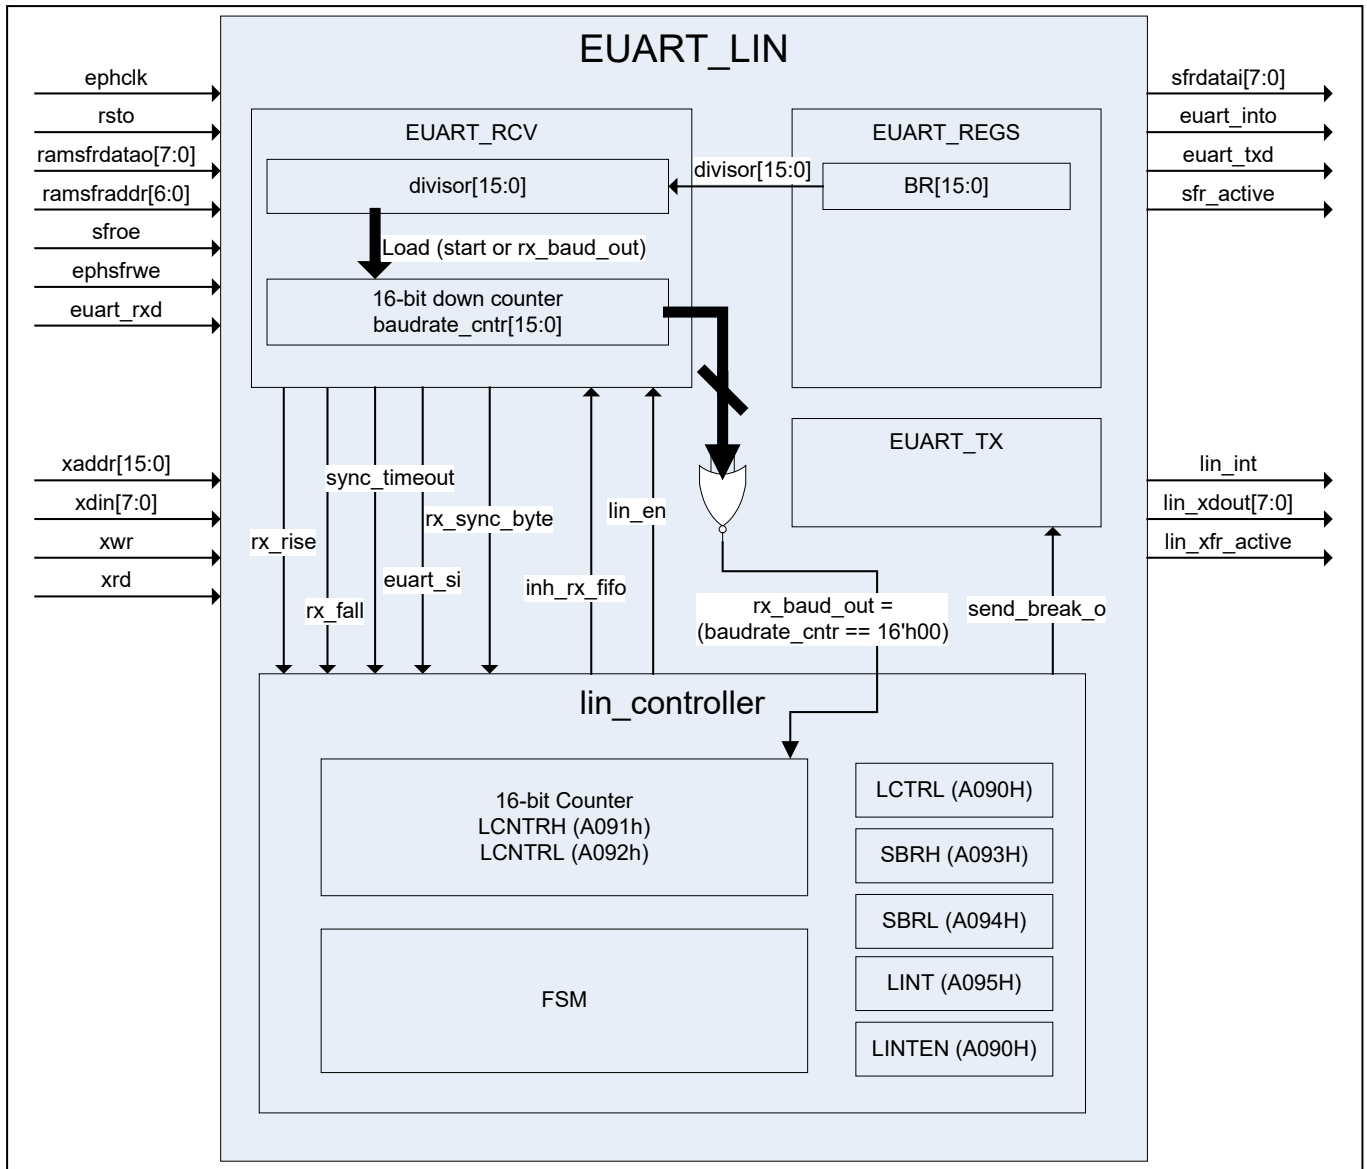 EUART_LIN
ephclk
rsto
ramsfrdatao[7:0]
ramsfraddr[6:0]
sfroe
ephsfrwe
euart_rxd
xaddr[15:0]
xdin[7:0]
xwr
xrd
EUART_RCV
divisor[15:0]
Load (start or rx_baud_out)
16-bit down counter
baudrate_cntr[15:0]
divisor[15:0]
EUART_REGS
BR[15:0]
EUART_TX
sfrdatai[7:0]
euart_into
euart_txd
sfr_active
lin_int
lin_xdout[7:0]
lin_xfr_active
rx_rise
rx_fall
sync_timeout
euart_si
rx_sync_byte
inh_rx_fifo
lin_en
rx_baud_out =
(baudrate_cntr == 16'h00)
send_break_o
lin_controller
16-bit Counter
LCNTRH (A091h)
LCNTRL (A092h)
FSM
LCTRL (A090H)
SBRH (A093H)
SBRL (A094H)
LINT (A095H)
LINTEN (A090H)